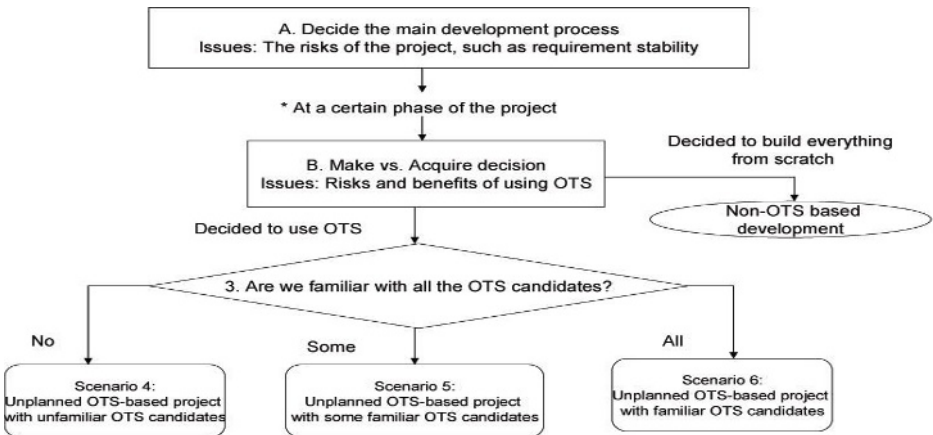 A. Decide the main development process
Issues: The risks of the project, such as requirement stability
* At a certain phase of the project
Decided to build everything
from scratch
B. Make vs. Acquire decision
Issues: Risks and benefits of using OTS
Non-OTS based
development
Decided to use OTS
3. Are we familiar with all the OTS candidates?
No
Some
All
Scenario 4:
Unplanned OTS-based project
with unfamiliar OTS candidates
Scenario 5:
Unplanned OTS-based project
with some familiar OTS candidates
Scenario 6:
Unplanned OTS-based project
with familiar OTS candidates